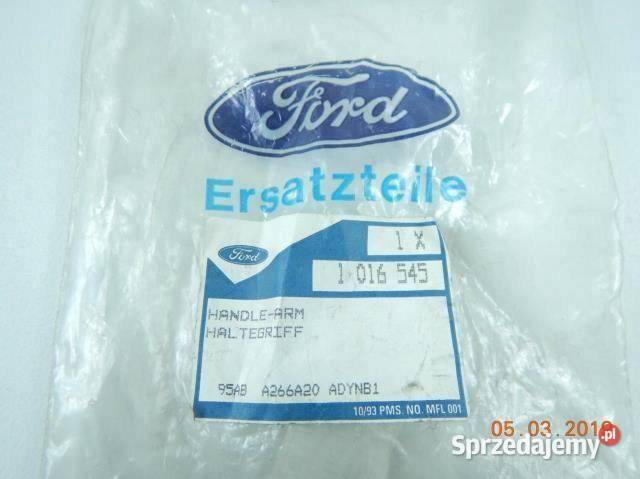 Ford
Ersatzteile
Ford
1 X
1 016 545
HANDLE-ARM
HALTEGRIFF
95AB A266A20 ADYNB1
10/93 PMS. NO. MFL 001
05.03.2018
Sprzedajemy.pl